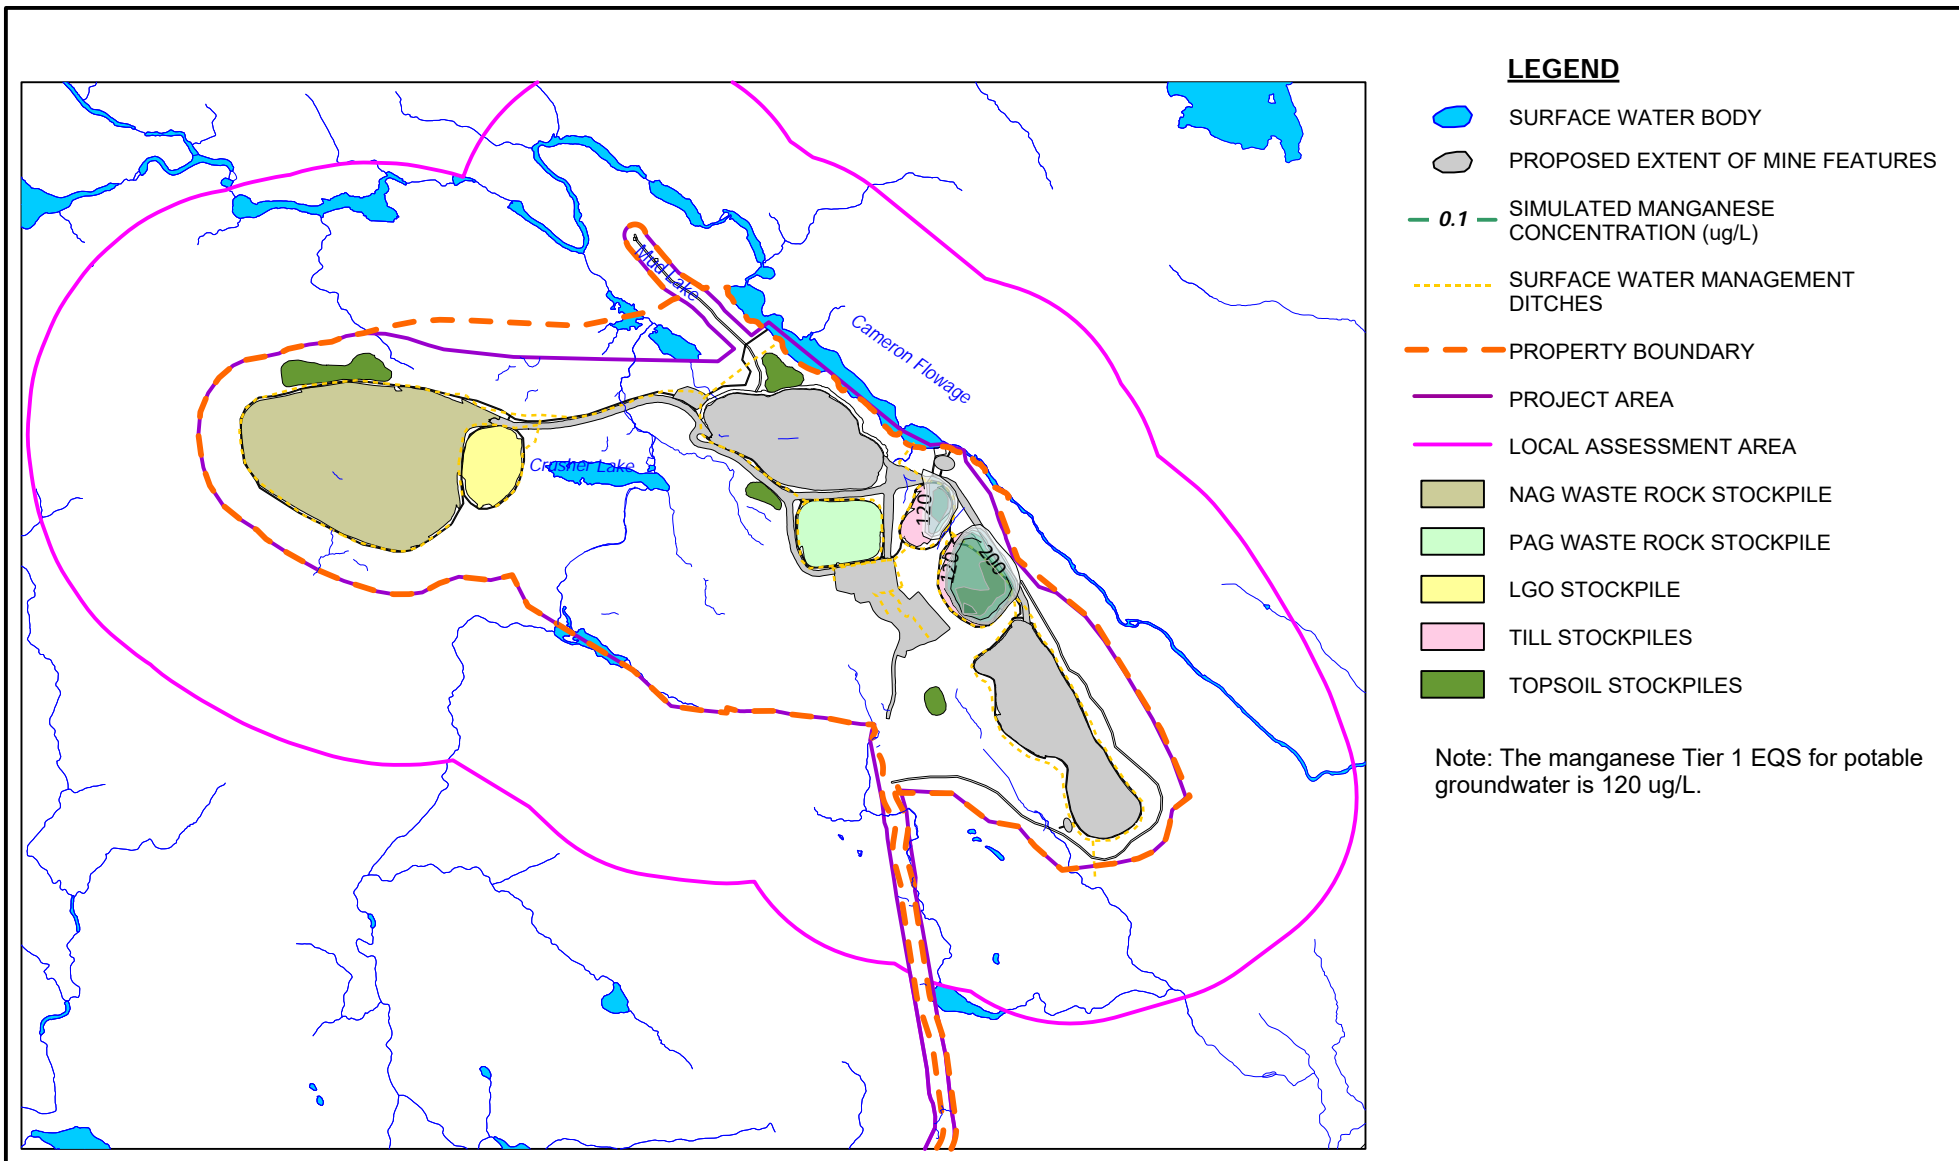 LEGEND
SURFACE WATER BODY
PROPOSED EXTENT OF MINE FEATURES
0.1
SIMULATED MANGANESE
CONCENTRATION (ug/L)
SURFACE WATER MANAGEMENT
DITCHES
PROPERTY BOUNDARY
PROJECT AREA
LOCAL ASSESSMENT AREA
NAG WASTE ROCK STOCKPILE
PAG WASTE ROCK STOCKPILE
LGO STOCKPILE
TILL STOCKPILES
TOPSOIL STOCKPILES
Note: The manganese Tier 1 EQS for potable
groundwater is 120 ug/L.
Mud Lake
Cameron Flowage
Crusher Lake
120
120
200